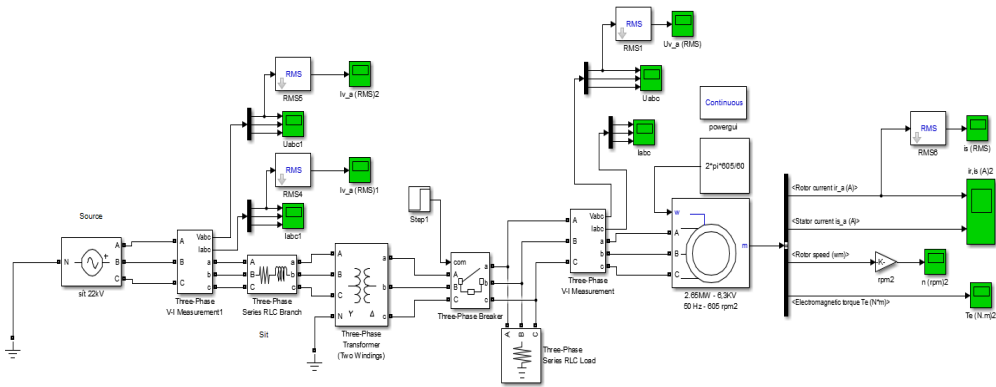 RMS
RMS1
Uv_a (RMS)
Uabc
RMS
RMS5
Iv_a (RMS)2
Uabc1
RMS
RMS4
Iv_a (RMS)1
Iabc1
Iabc
Continuous
powergui
2*pi*605/60
RMS
RMS6
is (RMS)
ir,is (A)2
<Rotor current ir_a (A)>
<Stator current is_a (A)>
<Rotor speed (wm)>
<Electromagnetic torque Te (N*m)>
-K-
rpm2
n (rpm)2
Te (N.m)2
Source
N
A
B
C
sít 22kV
A
B
C
Vabc
Iabc
a
b
c
Three-Phase
V-I Measurement1
A
B
C
a
b
c
Three-Phase
Series RLC Branch
Sít
A
B
C
N
a
b
c
Y
Δ
Three-Phase
Transformer
(Two Windings)
Step1
com
A
B
C
a
b
c
Three-Phase Breaker
A
B
C
Three-Phase
Series RLC Load
A
B
C
Vabc
Iabc
a
b
c
Three-Phase
V-I Measurement
w
m
A
B
C
2.65MW - 6,3KV
50 Hz - 605 rpm2